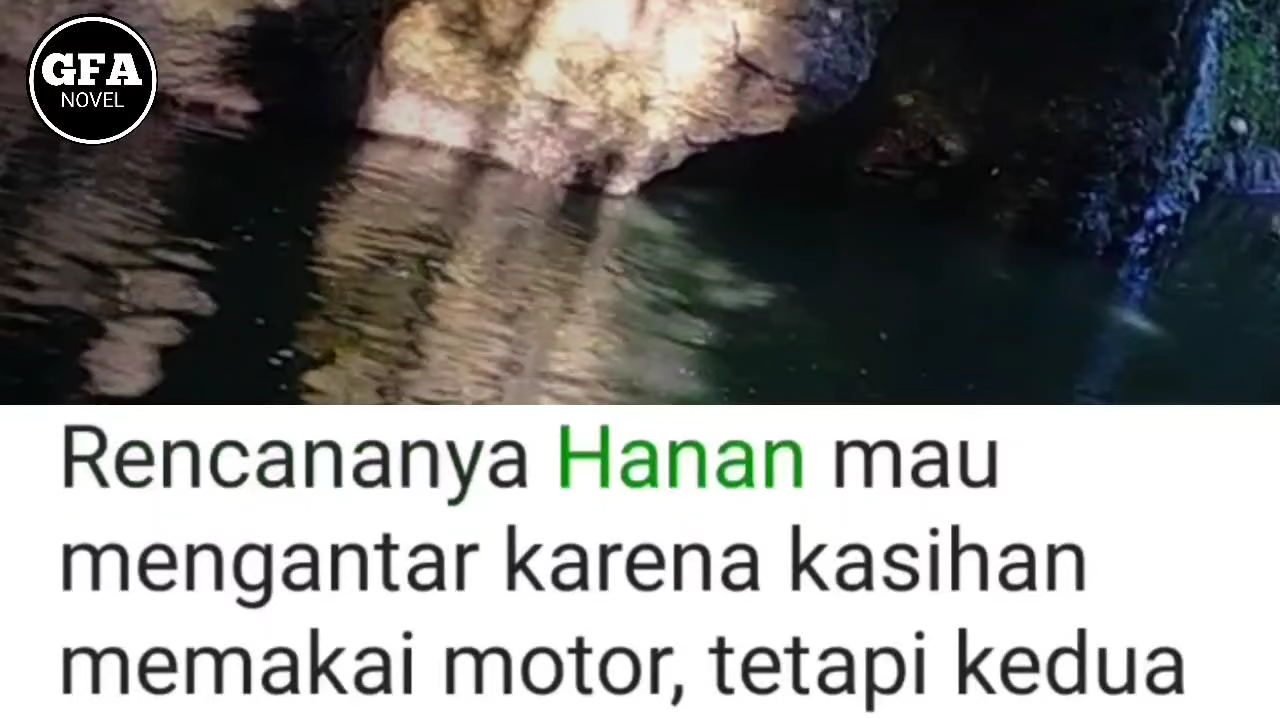 GFA
NOVEL
Rencananya Hanan mau
mengantar karena kasihan
memakai motor, tetapi kedua